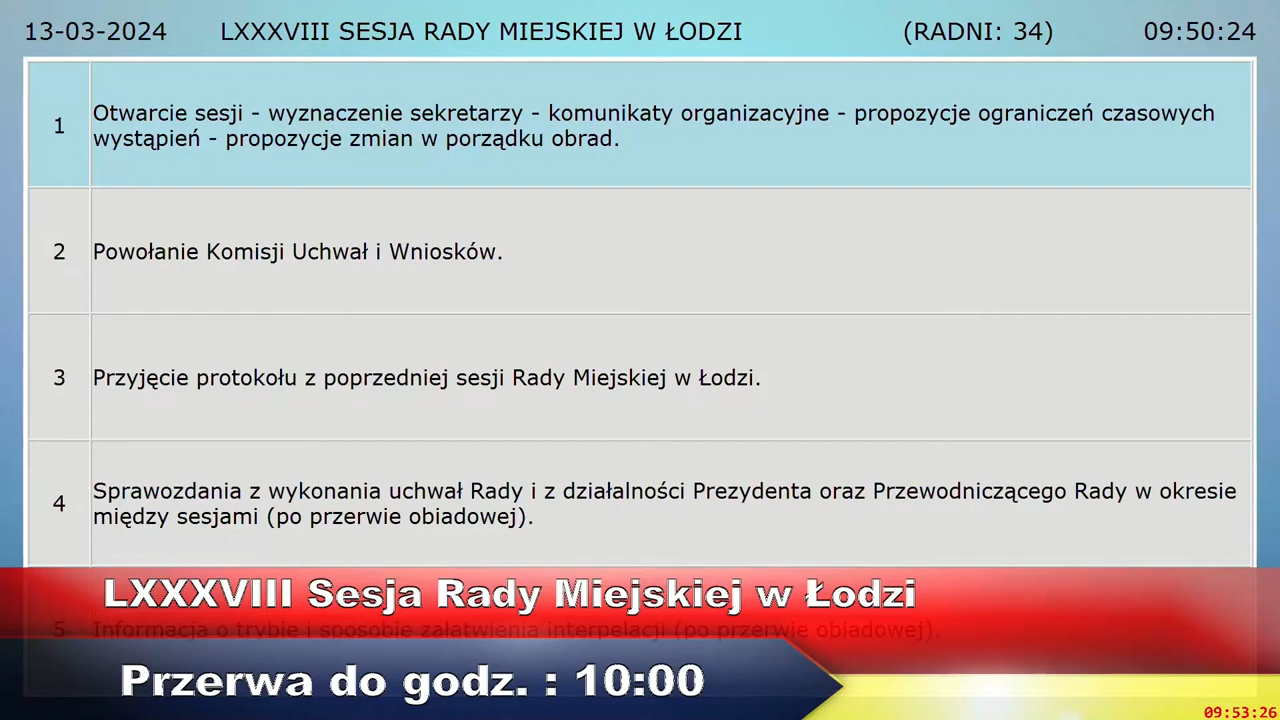 13-03-2024 LXXXVIII SESJA RADY MIEJSKIEJ W ŁODZI (RADNI: 34) 09:50:24
1 Otwarcie sesji - wyznaczenie sekretarzy - komunikaty organizacyjne - propozycje ograniczeń czasowych
wystąpień - propozycje zmian w porządku obrad.
2 Powołanie Komisji Uchwał i Wniosków.
3 Przyjęcie protokołu z poprzedniej sesji Rady Miejskiej w Łodzi.
4 Sprawozdania z wykonania uchwał Rady i z działalności Prezydenta oraz Przewodniczącego Rady w okresie
między sesjami (po przerwie obiadowej).
LXXXVIII Sesja Rady Miejskiej w Łodzi
5 Informacja o trybie i sposobie załatwienia interpelacji (po przerwie obiadowej).
Przerwa do godz. : 10:00
09:53:26